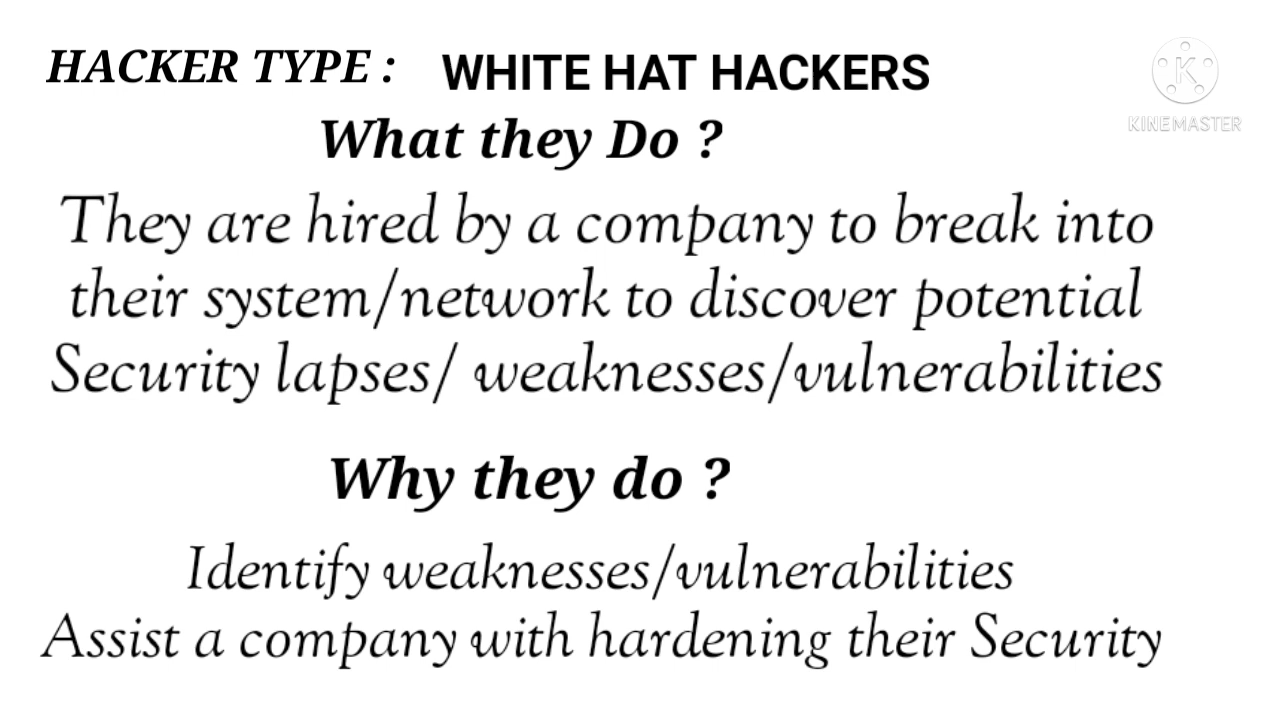 HACKER TYPE : WHITE HAT HACKERS
KINEMASTER
What they Do ?
They are hired by a company to break into
their system/network to discover potential
Security lapses/ weaknesses/vulnerabilities
Why they do ?
Identify weaknesses/vulnerabilities
Assist a company with hardening their Security